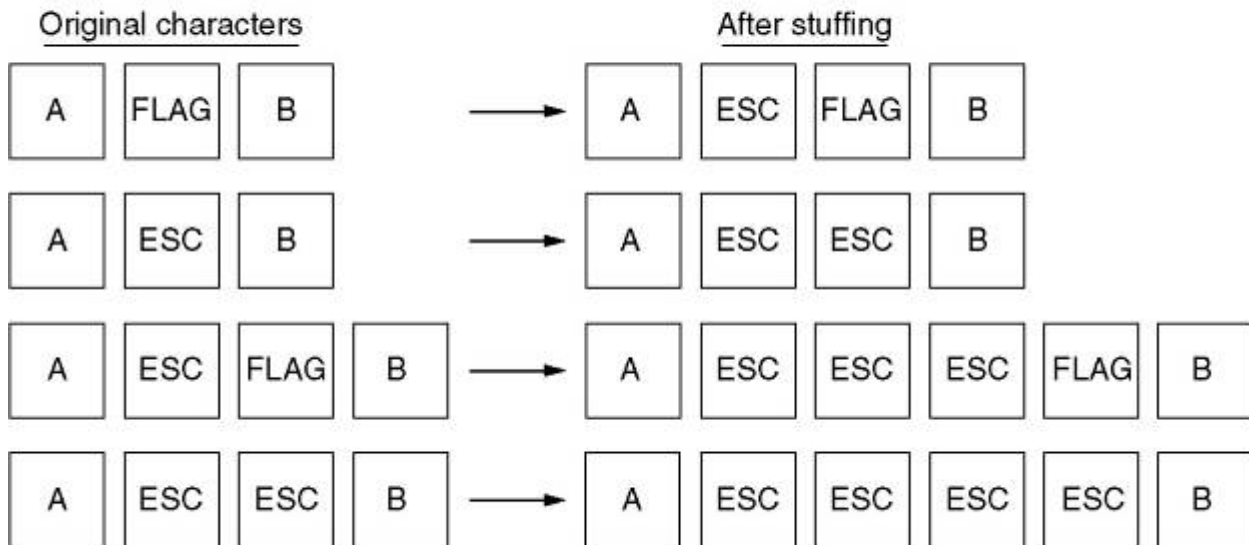 Original characters After stuffing
A FLAG B A ESC FLAG B
A ESC B A ESC ESC B
A ESC FLAG B A ESC ESC ESC FLAG B
A ESC ESC B A ESC ESC ESC ESC B